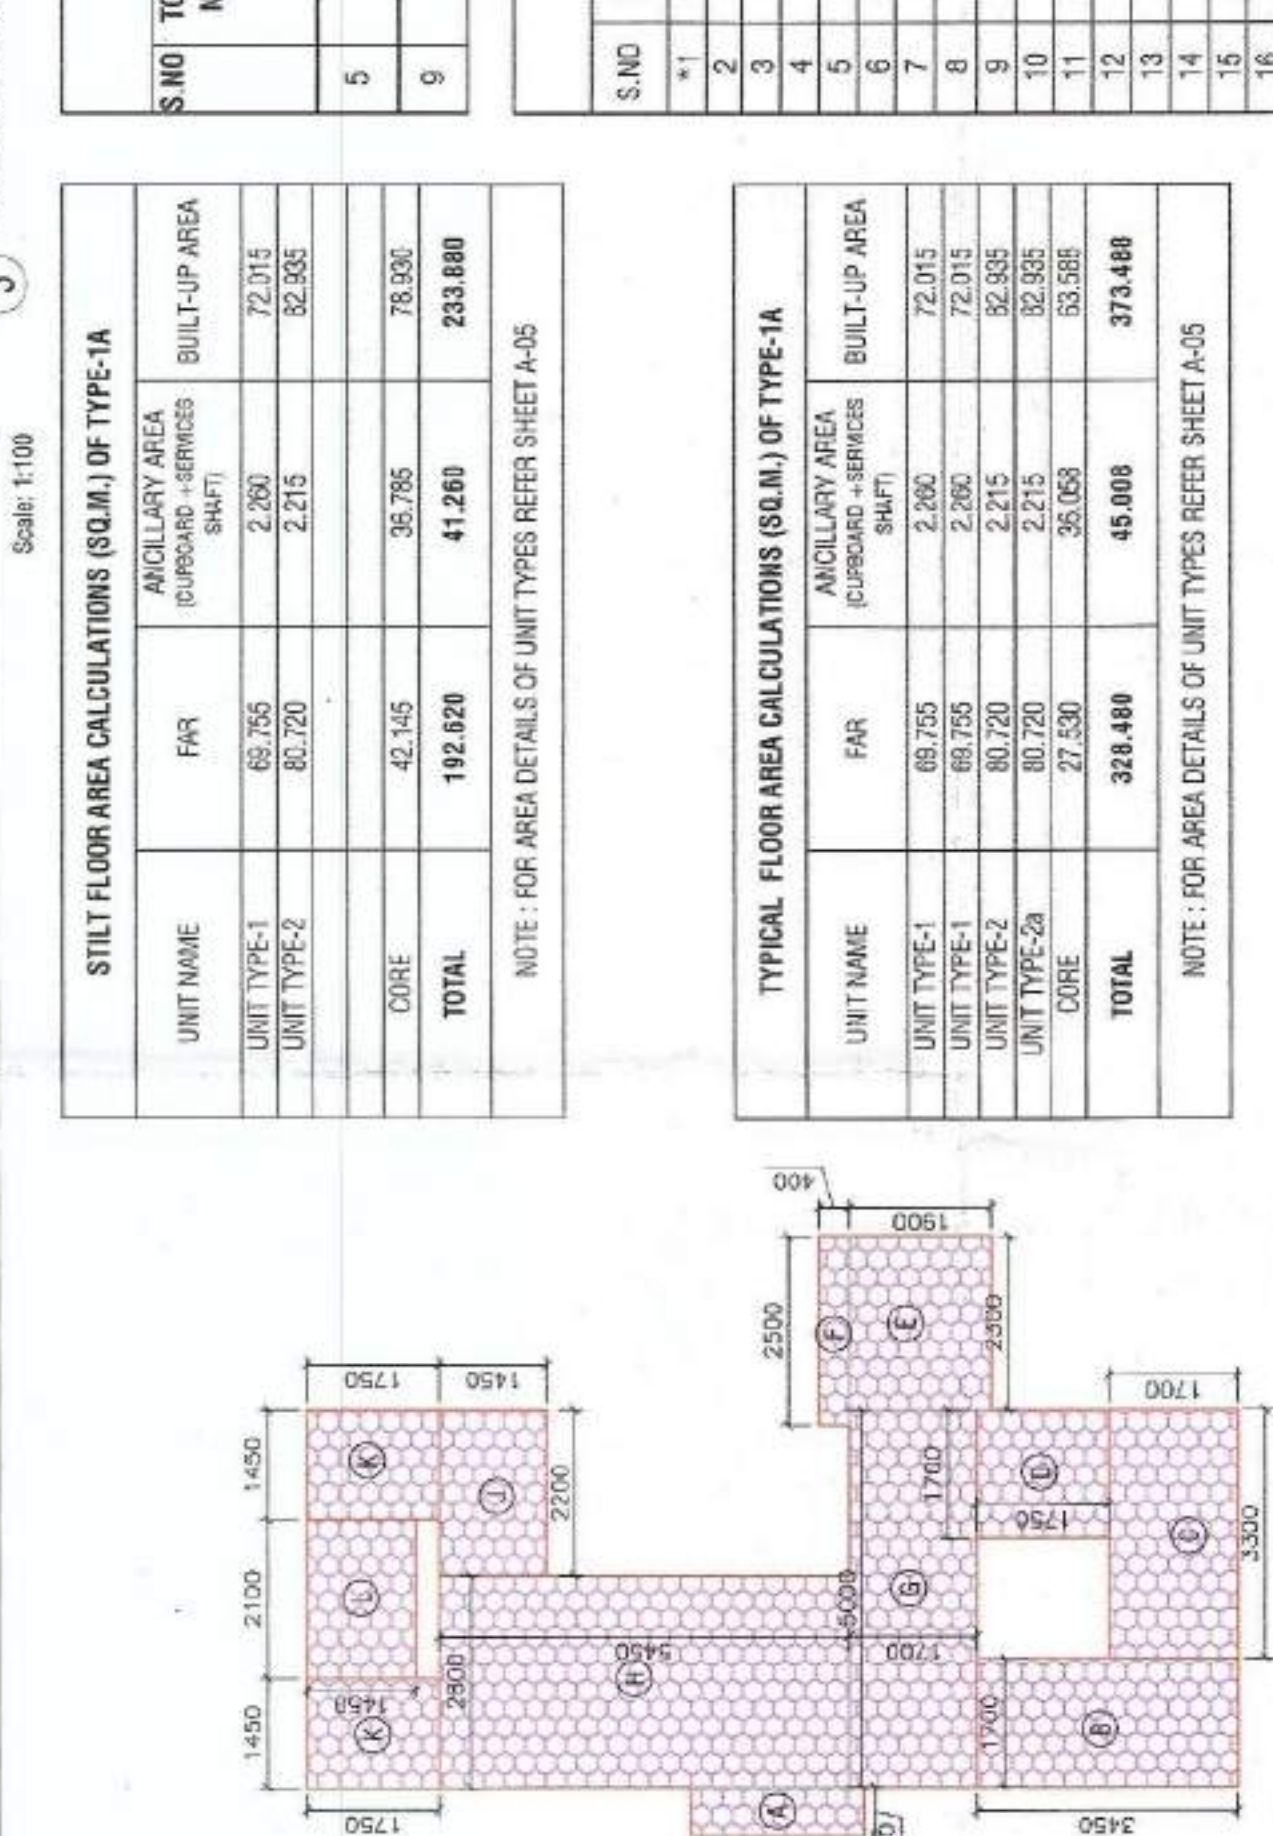 Scale: 1:100
STILT FLOOR AREA CALCULATIONS (SQ.M.) OF TYPE-1A
UNIT NAME FAR ANCILLARY AREA (CUPBOARD +SERVICES SHAFT) BUILT-UP AREA
UNIT TYPE-1 69.755 2.260 72.015
UNIT TYPE-2 80.720 2.215 82.935
CORE 42.145 36.785 78.930
TOTAL 192.620 41.260 233.880
NOTE : FOR AREA DETAILS OF UNIT TYPES REFER SHEET A-05
TYPICAL FLOOR AREA CALCULATIONS (SQ.M.) OF TYPE-1A
UNIT NAME FAR ANCILLARY AREA (CUPBOARD +SERVICES SHAFT) BUILT-UP AREA
UNIT TYPE-1 69.755 2.260 72.015
UNIT TYPE-1 69.755 2.260 72.015
UNIT TYPE-2 80.720 2.215 82.935
UNIT TYPE-2a 80.720 2.215 82.935
CORE 27.530 36.058 63.588
TOTAL 328.480 45.008 373.488
NOTE : FOR AREA DETAILS OF UNIT TYPES REFER SHEET A-05
S.NO
5
9
S.NO
*1
2
3
4
5
6
7
8
9
10
11
12
13
14
15
16
1750
1450
2100
1450
1750
1450
K
L
K
1450
J
2200
2800
H
5450
A
5000
G
1700
1700
2500
400
1900
F
E
2300
D
1750
1700
C
1700
B
3450
3300